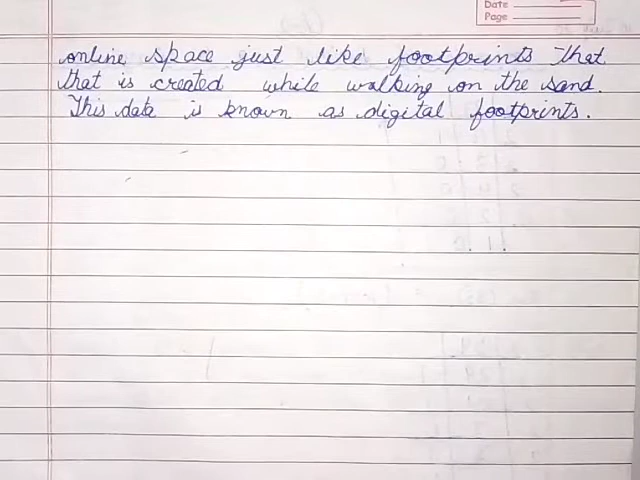 Date
Page
online space just like footprints that
that is created while walking on the sand.
This data is known as digital footprints.